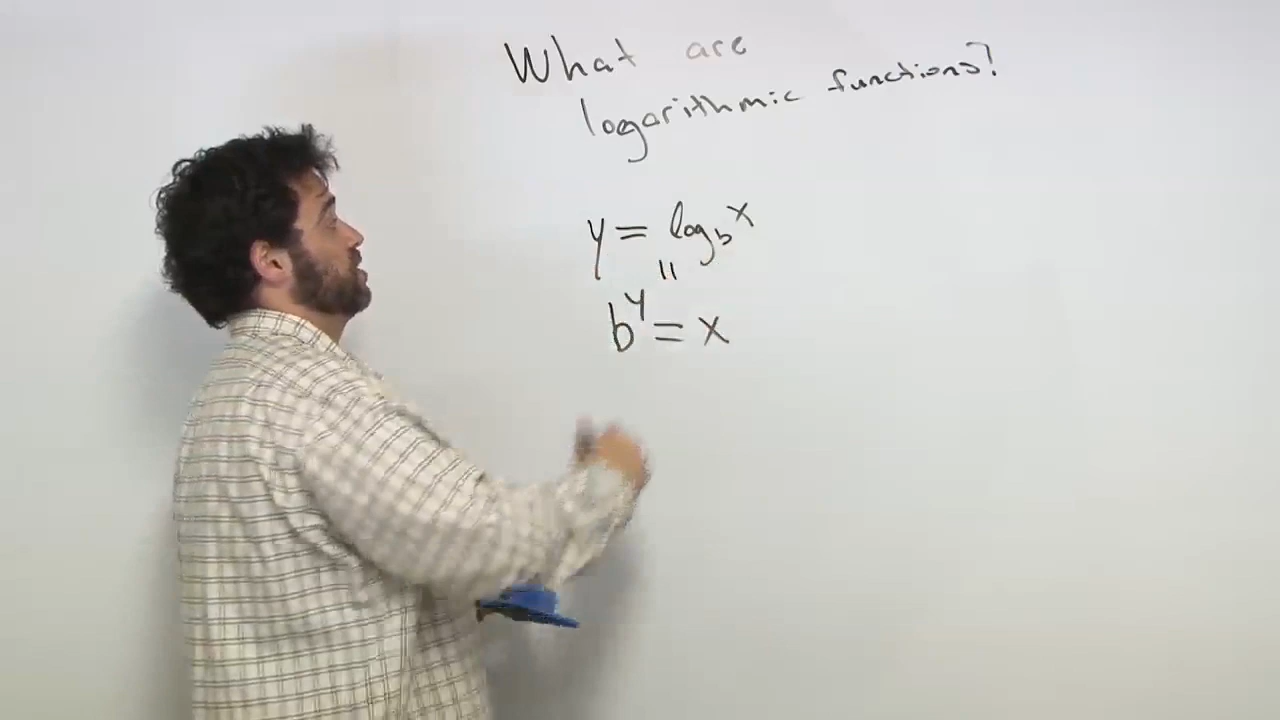 What are
logarithmic functions?
y = log_b x
||
b^y = x